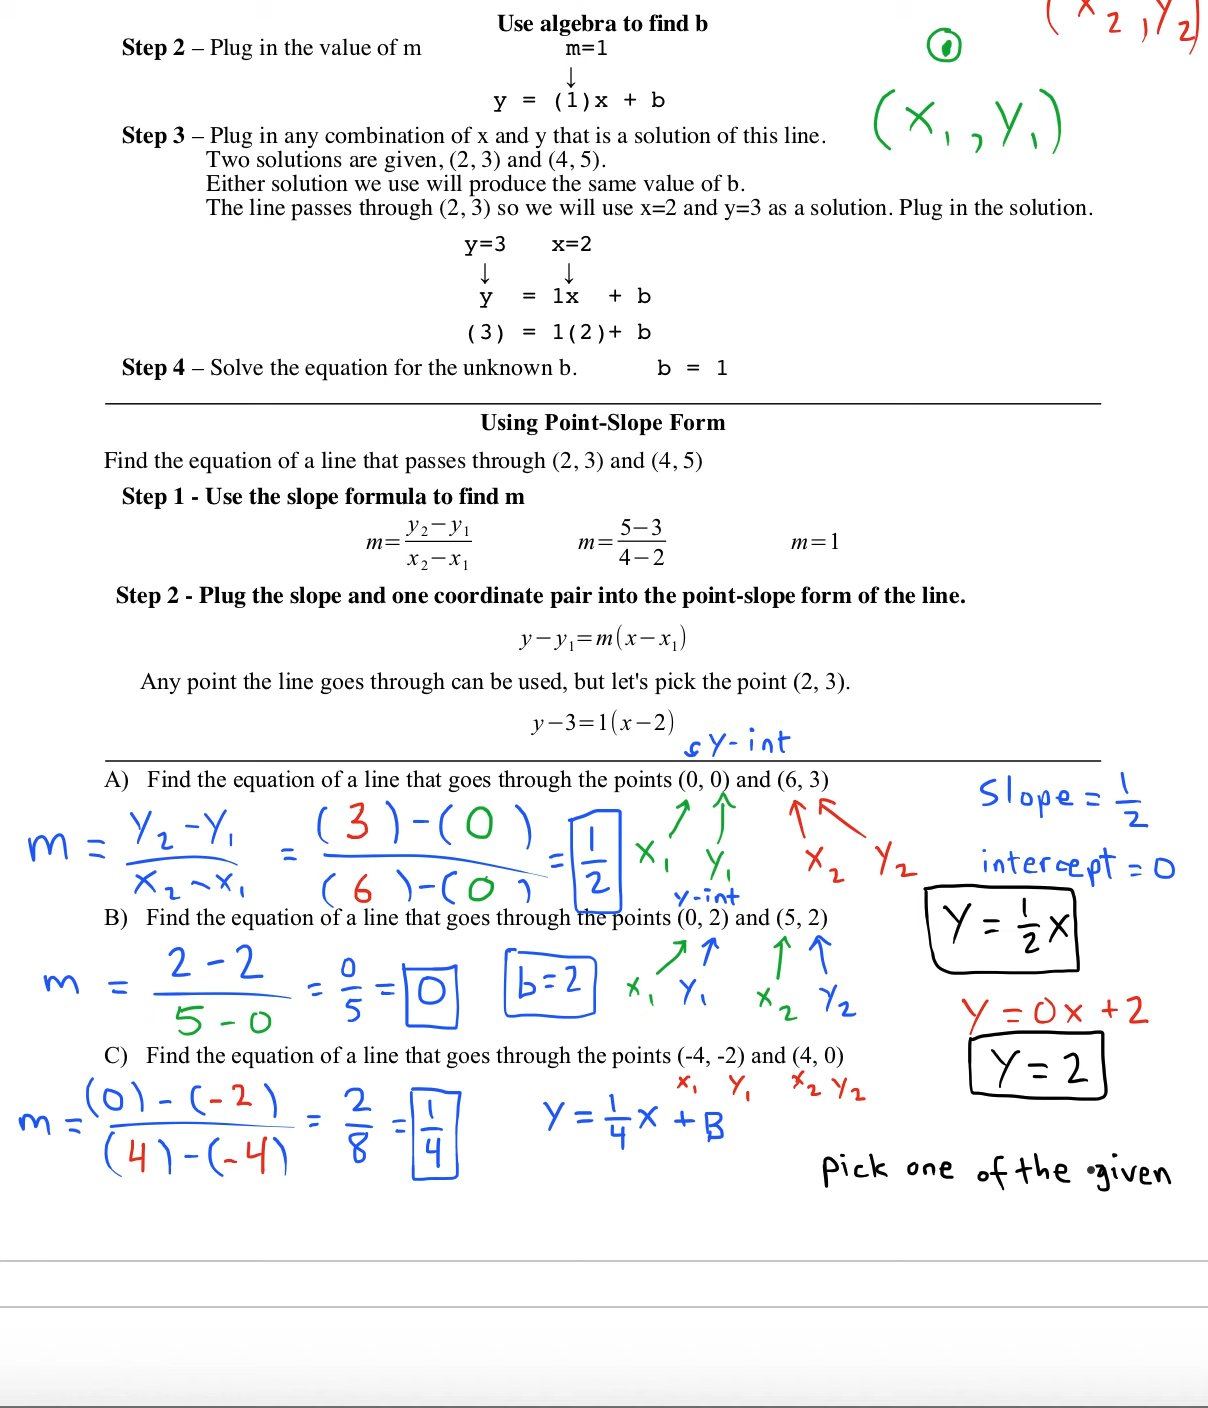 Use algebra to find b
(x₂, y₂)
Step 2 – Plug in the value of m
m=1
↓
y = (1)x + b
①
(x₁, y₁)
Step 3 – Plug in any combination of x and y that is a solution of this line.
Two solutions are given, (2, 3) and (4, 5).
Either solution we use will produce the same value of b.
The line passes through (2, 3) so we will use x=2 and y=3 as a solution. Plug in the solution.
y=3 x=2
↓ ↓
y = 1x + b
(3) = 1(2)+ b
Step 4 – Solve the equation for the unknown b. b = 1
Using Point-Slope Form
Find the equation of a line that passes through (2, 3) and (4, 5)
Step 1 - Use the slope formula to find m
m=(y₂−y₁)/(x₂−x₁) m=(5−3)/(4−2) m=1
Step 2 - Plug the slope and one coordinate pair into the point-slope form of the line.
y−y₁=m(x−x₁)
Any point the line goes through can be used, but let's pick the point (2, 3).
y−3=1(x−2)
y-int
A) Find the equation of a line that goes through the points (0, 0) and (6, 3)
Slope = 1/2
m = (y₂-y₁)/(x₂-x₁) = ((3)-(0))/((6)-(0)) = 1/2
x₁ y₁ x₂ y₂
intercept = 0
y = 1/2 x
y-int
B) Find the equation of a line that goes through the points (0, 2) and (5, 2)
m = (2-2)/(5-0) = 0/5 = 0 b=2
x₁ y₁ x₂ y₂
y = 0x + 2
y = 2
C) Find the equation of a line that goes through the points (-4, -2) and (4, 0)
x₁ y₁ x₂ y₂
m = ((0)-(-2))/((4)-(-4)) = 2/8 = 1/4 y = 1/4 x + B
pick one of the given